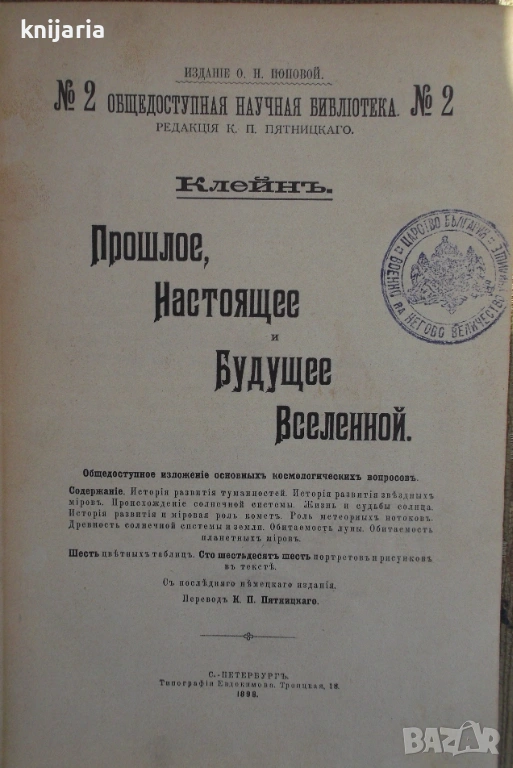 knijaria
ИЗДАНІЕ О. Н. ПОПОВОЙ.
№ 2 ОБЩЕДОСТУПНАЯ НАУЧНАЯ БИБЛІОТЕКА. № 2
РЕДАКЦІЯ К. П. ПЯТНИЦКАГО.
Клейнъ.
Прошлое,
Настоящее
и
Будущее
Вселенной.
ЦАРСТВО БЪЛГАРИЯ
ВОЕННО НА НЕГОВО ВЕЛИЧЕСТВО
Общедоступное изложеніе основныхъ космологическихъ вопросовъ.
Содержаніе. Исторія развитія туманностей. Исторія развитія звѣздныхъ
міровъ. Происхожденіе солнечной системы. Жизнь и судьбы солнца.
Исторія развитія и міровая роль кометъ. Роль метеорныхъ потоковъ.
Древность солнечной системы и земли. Обитаемость луны. Обитаемость
планетныхъ міровъ.
Шесть цвѣтныхъ таблицъ. Сто шестьдесятъ шесть портретовъ и рисунковъ
въ текстѣ.
Съ послѣдняго нѣмецкаго изданія.
Переводъ К. П. Пятницкаго.
С.-ПЕТЕРБУРГЪ.
Типографія Евдокимова. Троицкая, 18.
1898.
BAZAR
.bg